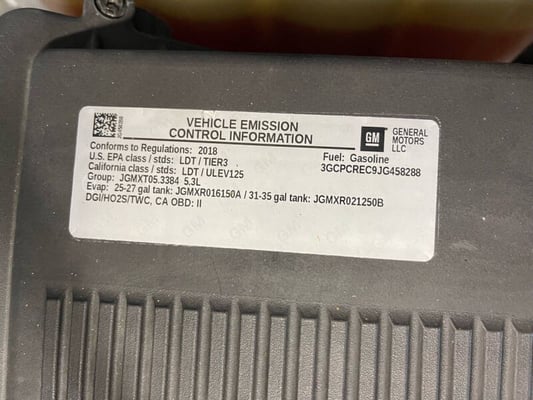 VEHICLE EMISSION
CONTROL INFORMATION
GM
GENERAL
MOTORS
LLC
Conforms to Regulations: 2018
Fuel: Gasoline
U.S. EPA class / stds: LDT / TIER3
3GCPCREC9JG458288
California class / stds: LDT / ULEV125
Group: JGMXT05.3384 5.3L
Evap: 25-27 gal tank: JGMXR016150A / 31-35 gal tank: JGMXR021250B
DGI/HO2S/TWC, CA OBD: II